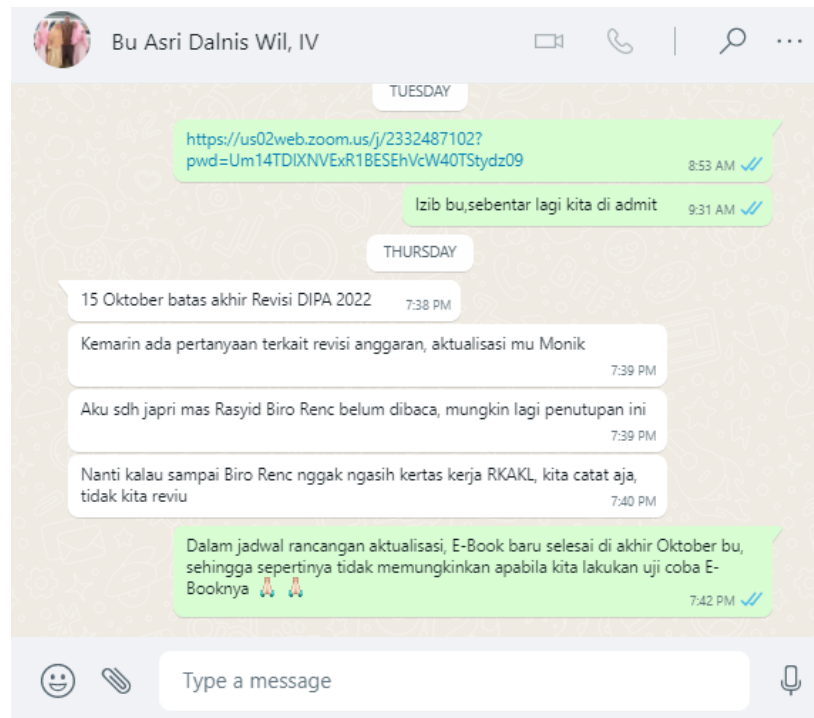 Bu Asri Dalnis Wil, IV
TUESDAY
https://us02web.zoom.us/j/2332487102?
pwd=Um14TDlXNVExR1BESEhVcW40TStydz09
8:53 AM
Izib bu,sebentar lagi kita di admit
9:31 AM
THURSDAY
15 Oktober batas akhir Revisi DIPA 2022
7:38 PM
Kemarin ada pertanyaan terkait revisi anggaran, aktualisasi mu Monik
7:39 PM
Aku sdh japri mas Rasyid Biro Renc belum dibaca, mungkin lagi penutupan ini
7:39 PM
Nanti kalau sampai Biro Renc nggak ngasih kertas kerja RKAKL, kita catat aja,
tidak kita reviu
7:40 PM
Dalam jadwal rancangan aktualisasi, E-Book baru selesai di akhir Oktober bu,
sehingga sepertinya tidak memungkinkan apabila kita lakukan uji coba E-
Booknya 🙏🏻 🙏🏻
7:42 PM
Type a message